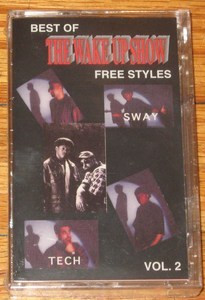 BEST OF
THE WAKE UP SHOW
FREE STYLES
SWAY
TECH
VOL. 2